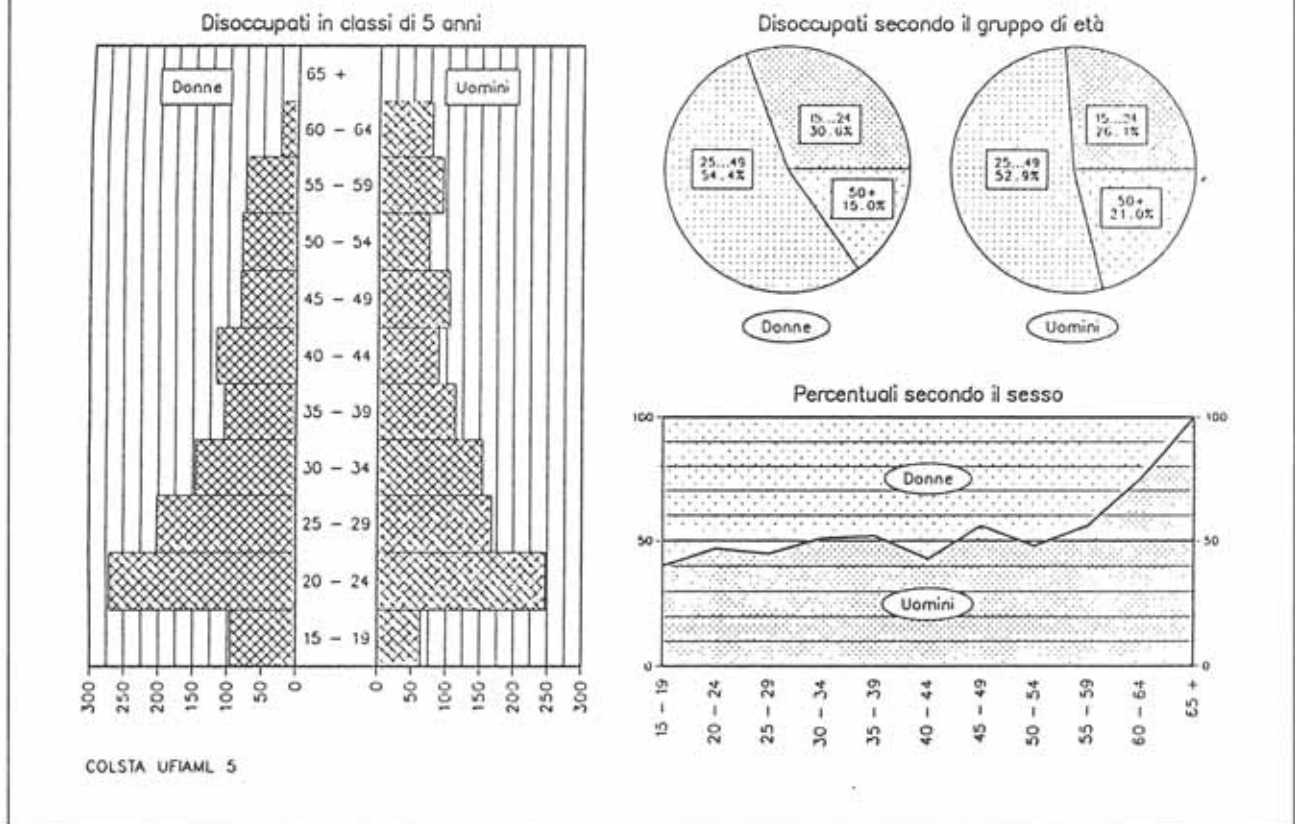 Disoccupati in classi di 5 anni
Donne
Uomini
65 +
60 - 64
55 - 59
50 - 54
45 - 49
40 - 44
35 - 39
30 - 34
25 - 29
20 - 24
15 - 19
300 250 200 150 100 50 0
0 50 100 150 200 250 300
COLSTA UFIAML 5
Disoccupati secondo il gruppo di età
15...24
30.6%
25...49
54.4%
50+
15.0%
Donne
15...24
26.1%
25...49
52.9%
50+
21.0%
Uomini
Percentuali secondo il sesso
100
50
0
Donne
Uomini
100
50
0
15 - 19
20 - 24
25 - 29
30 - 34
35 - 39
40 - 44
45 - 49
50 - 54
55 - 59
60 - 64
65 +